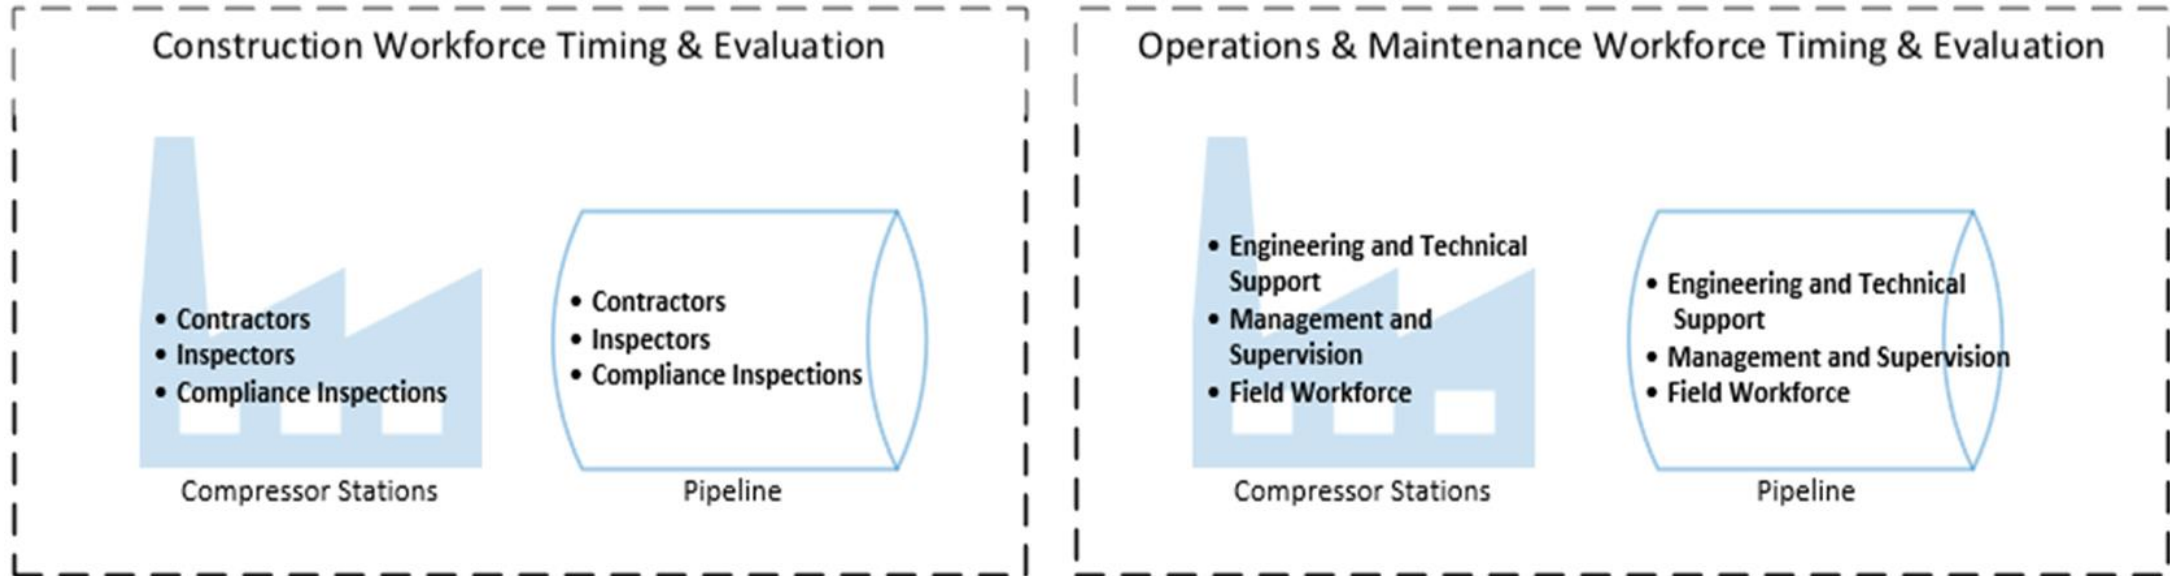 Construction Workforce Timing & Evaluation
• Contractors
• Inspectors
• Compliance Inspections
Compressor Stations
• Contractors
• Inspectors
• Compliance Inspections
Pipeline
Operations & Maintenance Workforce Timing & Evaluation
• Engineering and Technical
Support
• Management and
Supervision
• Field Workforce
Compressor Stations
• Engineering and Technical
Support
• Management and Supervision
• Field Workforce
Pipeline